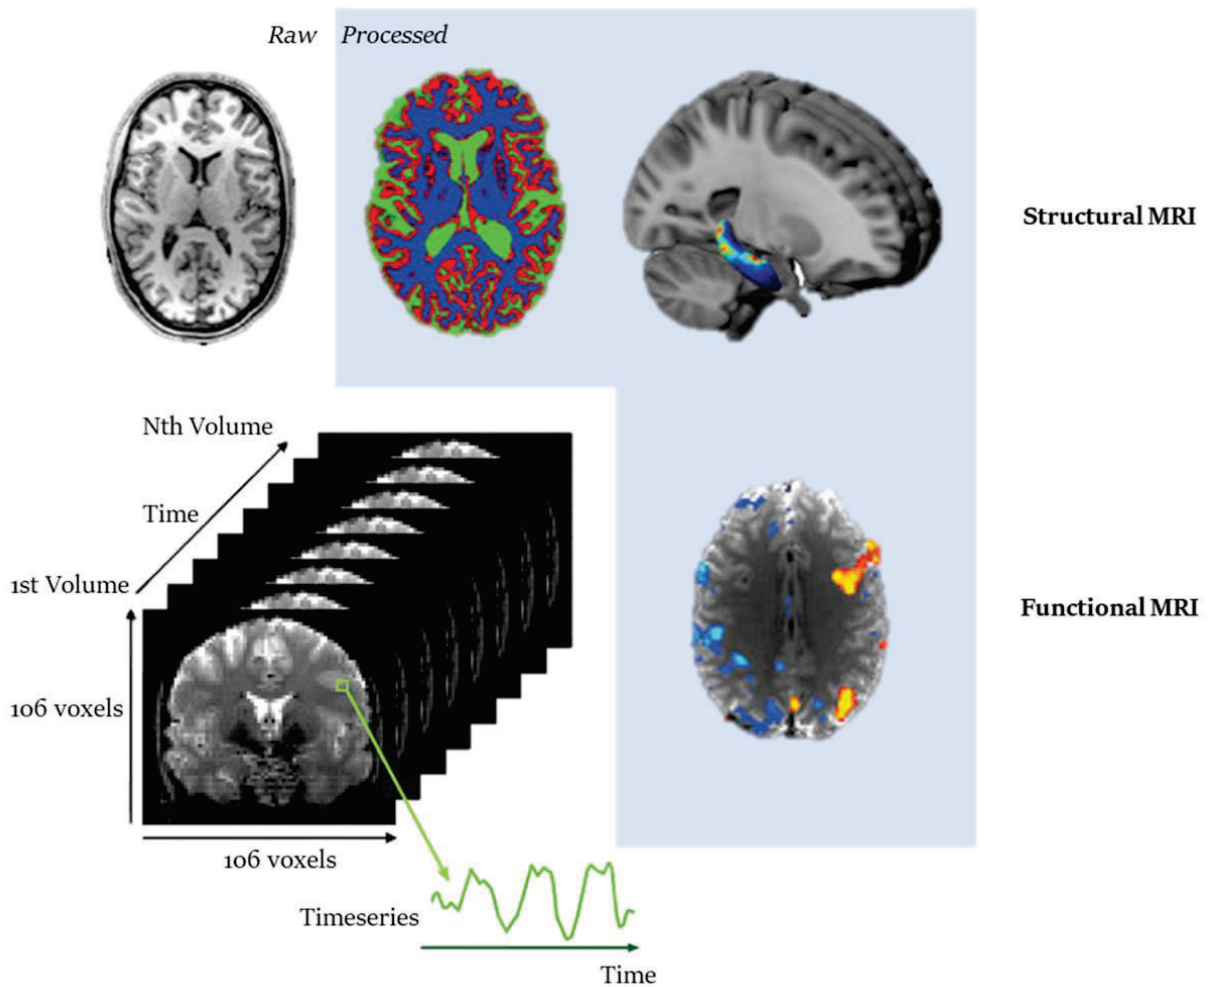 Raw Processed
Structural MRI
Nth Volume
Time
1st Volume
106 voxels
106 voxels
Functional MRI
Timeseries
Time